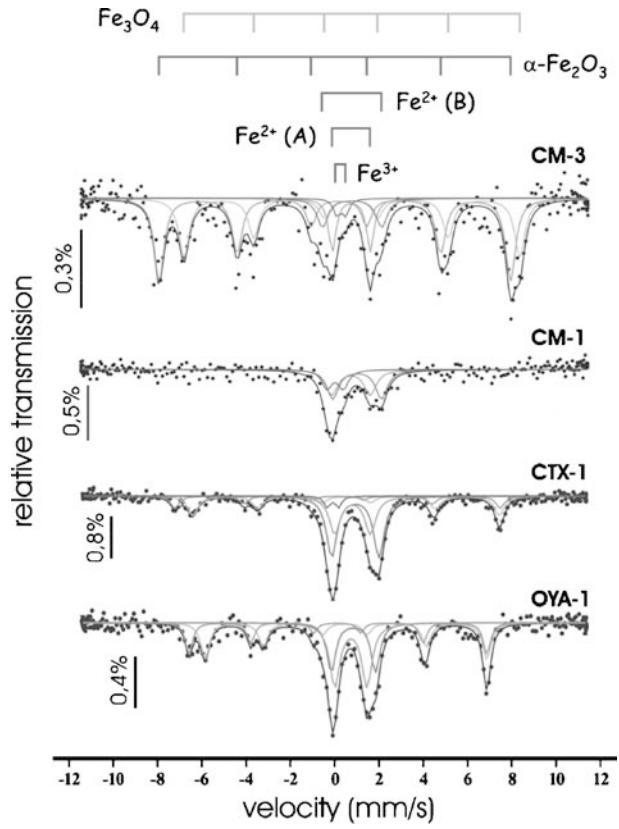 Fe₃O₄
α-Fe₂O₃
Fe²⁺ (B)
Fe²⁺ (A)
Fe³⁺
CM-3
0,3%
CM-1
0,5%
CTX-1
0,8%
OYA-1
0,4%
relative transmission
-12 -10 -8 -6 -4 -2 0 2 4 6 8 10 12
velocity (mm/s)